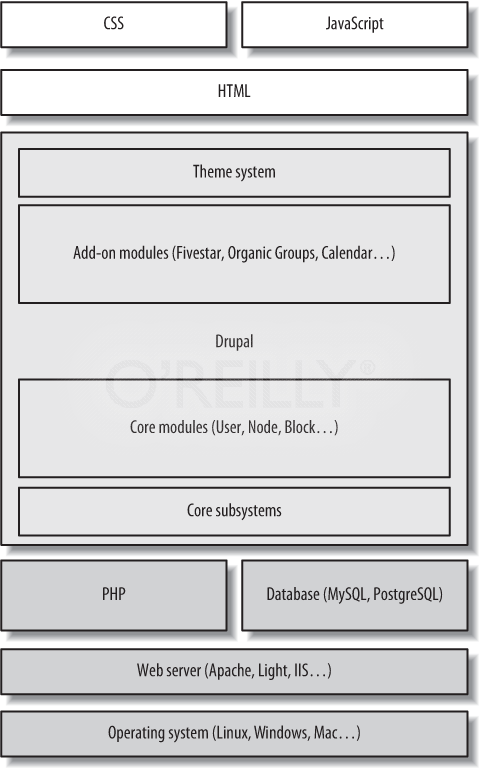 CSS
JavaScript
HTML
Theme system
Add-on modules (Fivestar, Organic Groups, Calendar…)
Drupal
O'REILLY®
Core modules (User, Node, Block…)
Core subsystems
PHP
Database (MySQL, PostgreSQL)
Web server (Apache, Light, IIS…)
Operating system (Linux, Windows, Mac…)